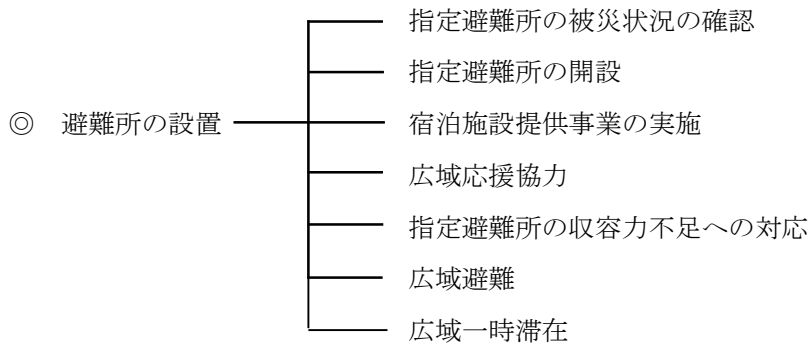 指定避難所の被災状況の確認
指定避難所の開設
◎ 避難所の設置
宿泊施設提供事業の実施
広域応援協力
指定避難所の収容力不足への対応
広域避難
広域一時滞在